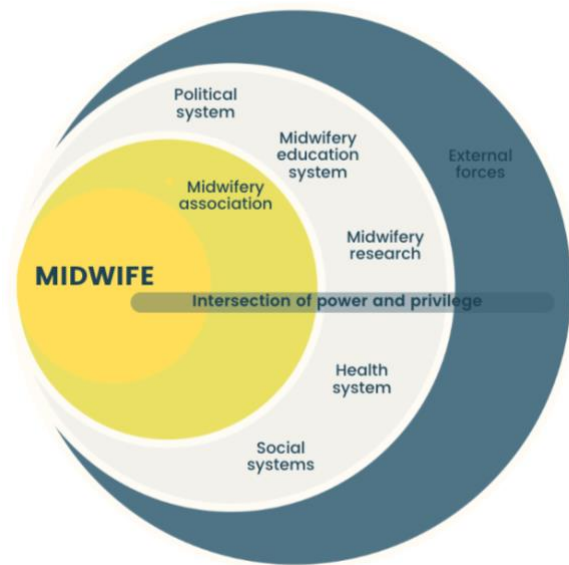 Political
system
Midwifery
education
system
External
forces
Midwifery
association
Midwifery
research
MIDWIFE
Intersection of power and privilege
Health
system
Social
systems